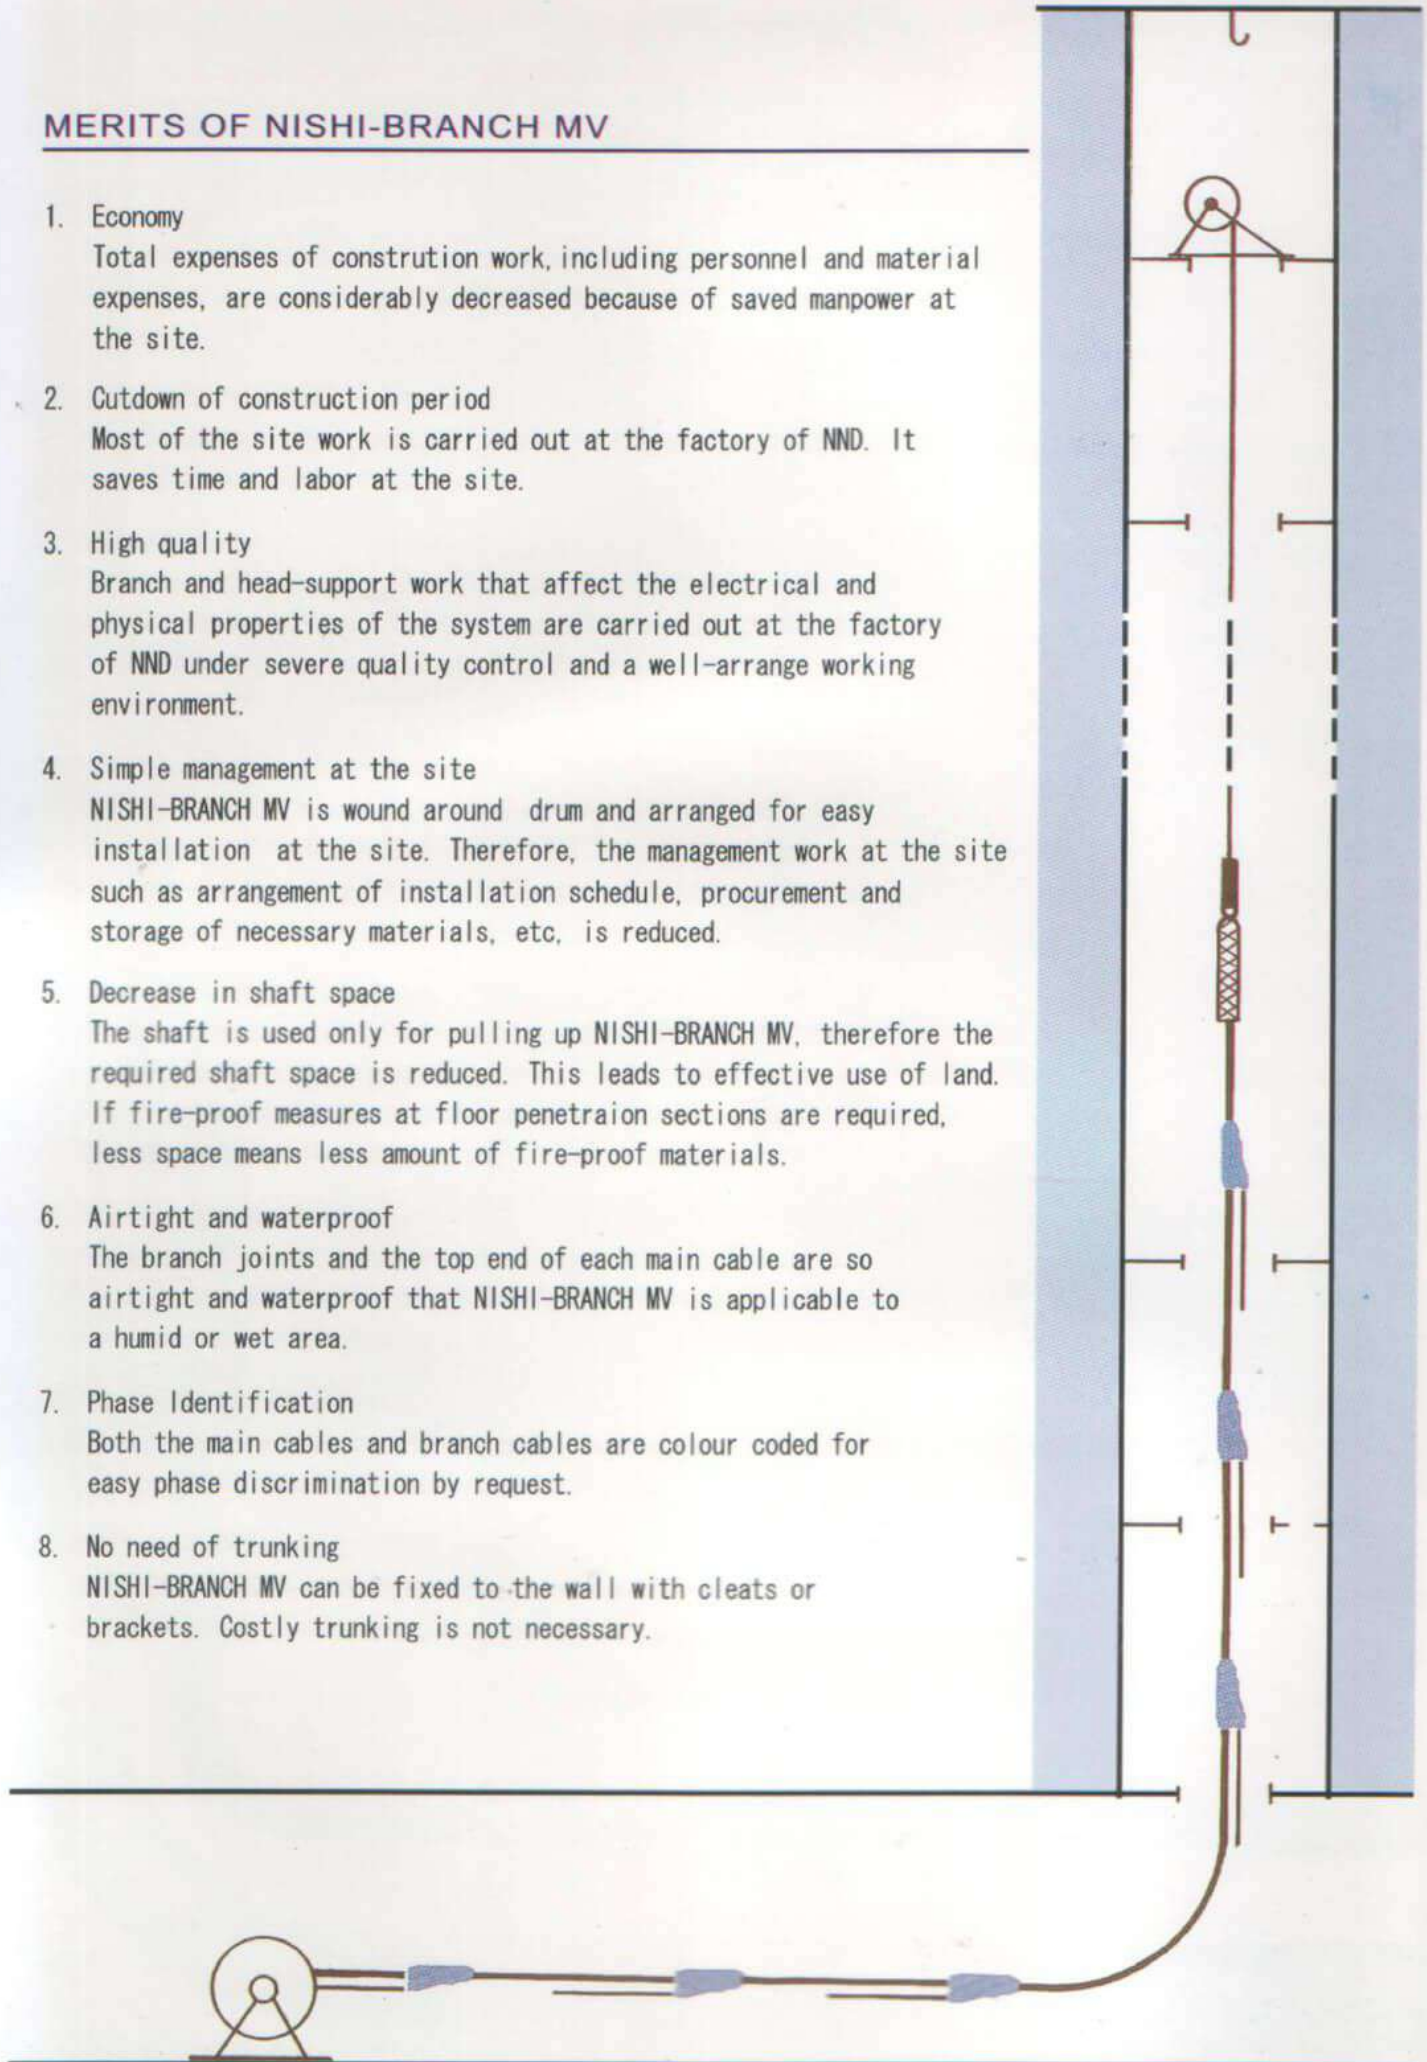 MERITS OF NISHI-BRANCH MV
1. Economy
Total expenses of constrution work, including personnel and material
expenses, are considerably decreased because of saved manpower at
the site.
2. Cutdown of construction period
Most of the site work is carried out at the factory of NND. It
saves time and labor at the site.
3. High quality
Branch and head-support work that affect the electrical and
physical properties of the system are carried out at the factory
of NND under severe quality control and a well-arrange working
environment.
4. Simple management at the site
NISHI-BRANCH MV is wound around drum and arranged for easy
installation at the site. Therefore, the management work at the site
such as arrangement of installation schedule, procurement and
storage of necessary materials, etc, is reduced.
5. Decrease in shaft space
The shaft is used only for pulling up NISHI-BRANCH MV, therefore the
required shaft space is reduced. This leads to effective use of land.
If fire-proof measures at floor penetraion sections are required,
less space means less amount of fire-proof materials.
6. Airtight and waterproof
The branch joints and the top end of each main cable are so
airtight and waterproof that NISHI-BRANCH MV is applicable to
a humid or wet area.
7. Phase Identification
Both the main cables and branch cables are colour coded for
easy phase discrimination by request.
8. No need of trunking
NISHI-BRANCH MV can be fixed to the wall with cleats or
brackets. Costly trunking is not necessary.